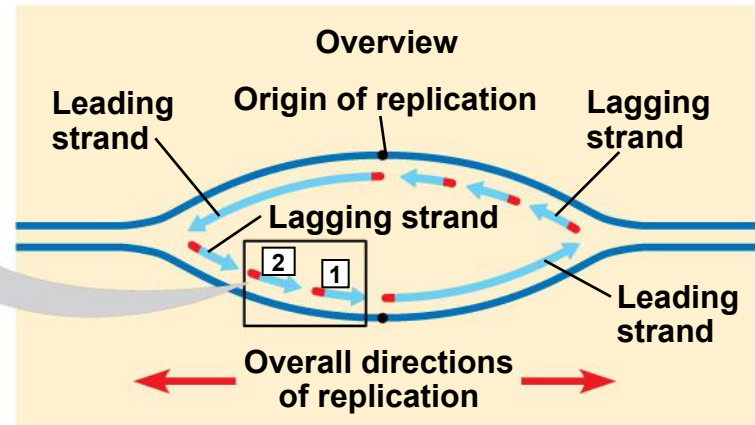 Overview
Leading
strand
Origin of replication
Lagging
strand
Lagging strand
2
1
Leading
strand
Overall directions
of replication